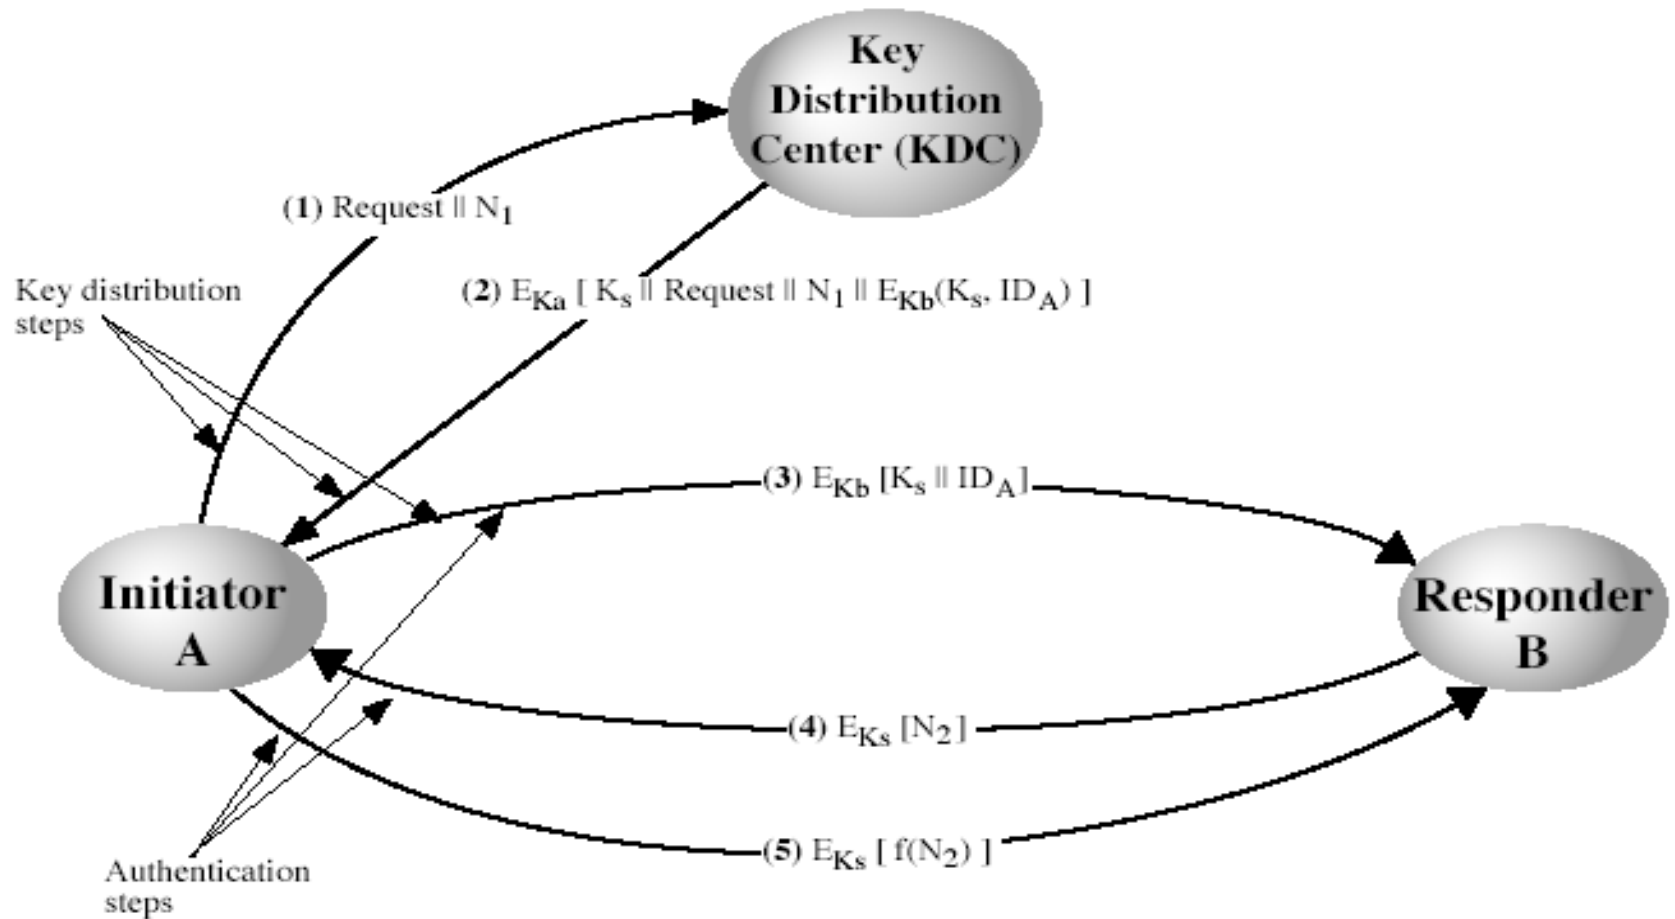 Key
Distribution
Center (KDC)
(1) Request || N1
Key distribution
steps
(2) EKa [ Ks || Request || N1 || EKb(Ks, IDA) ]
(3) EKb [Ks || IDA]
Initiator
A
Responder
B
(4) EKs [N2]
(5) EKs [ f(N2) ]
Authentication
steps